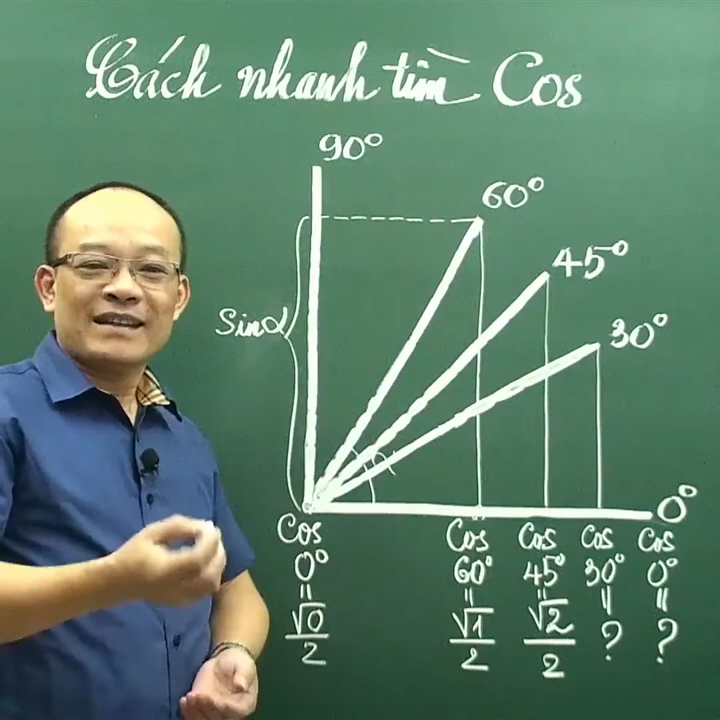 Cách nhanh tìm Cos
90°
60°
45°
30°
Sinα
α
0°
Cos 0° = √0/2
Cos 60° = √1/2
Cos 45° = √2/2
Cos 30° = ?
Cos 0° = ?